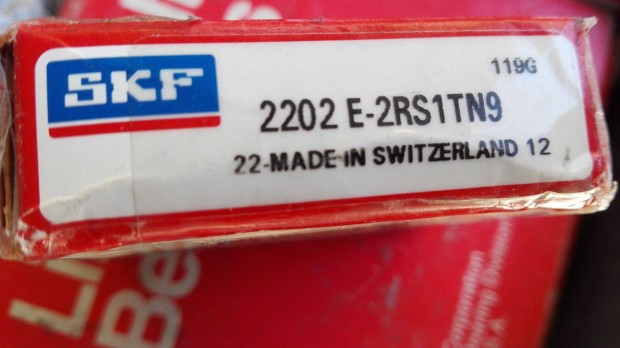 SKF
119G
2202 E-2RS1TN9
22-MADE IN SWITZERLAND 12